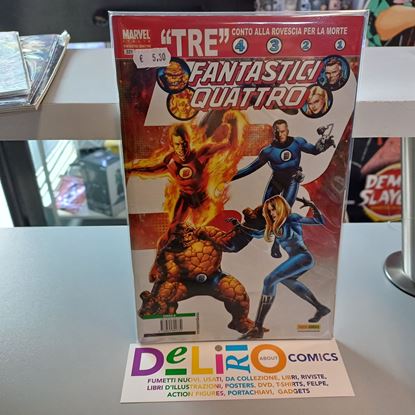 MARVEL
"TRE"
CONTO ALLA ROVESCIA PER LA MORTE
4 3 2 1
€ 5,30
FANTASTICI
QUATTRO
DEMON
SLAYER
DeLiRiO ABOUT COMICS
FUMETTI NUOVI, USATI, DA COLLEZIONE, LIBRI, RIVISTE,
LIBRI D'ILLUSTRAZIONI, POSTERS, DVD, T-SHIRTS, FELPE,
ACTION FIGURES, PORTACHIAVI, GADGETS